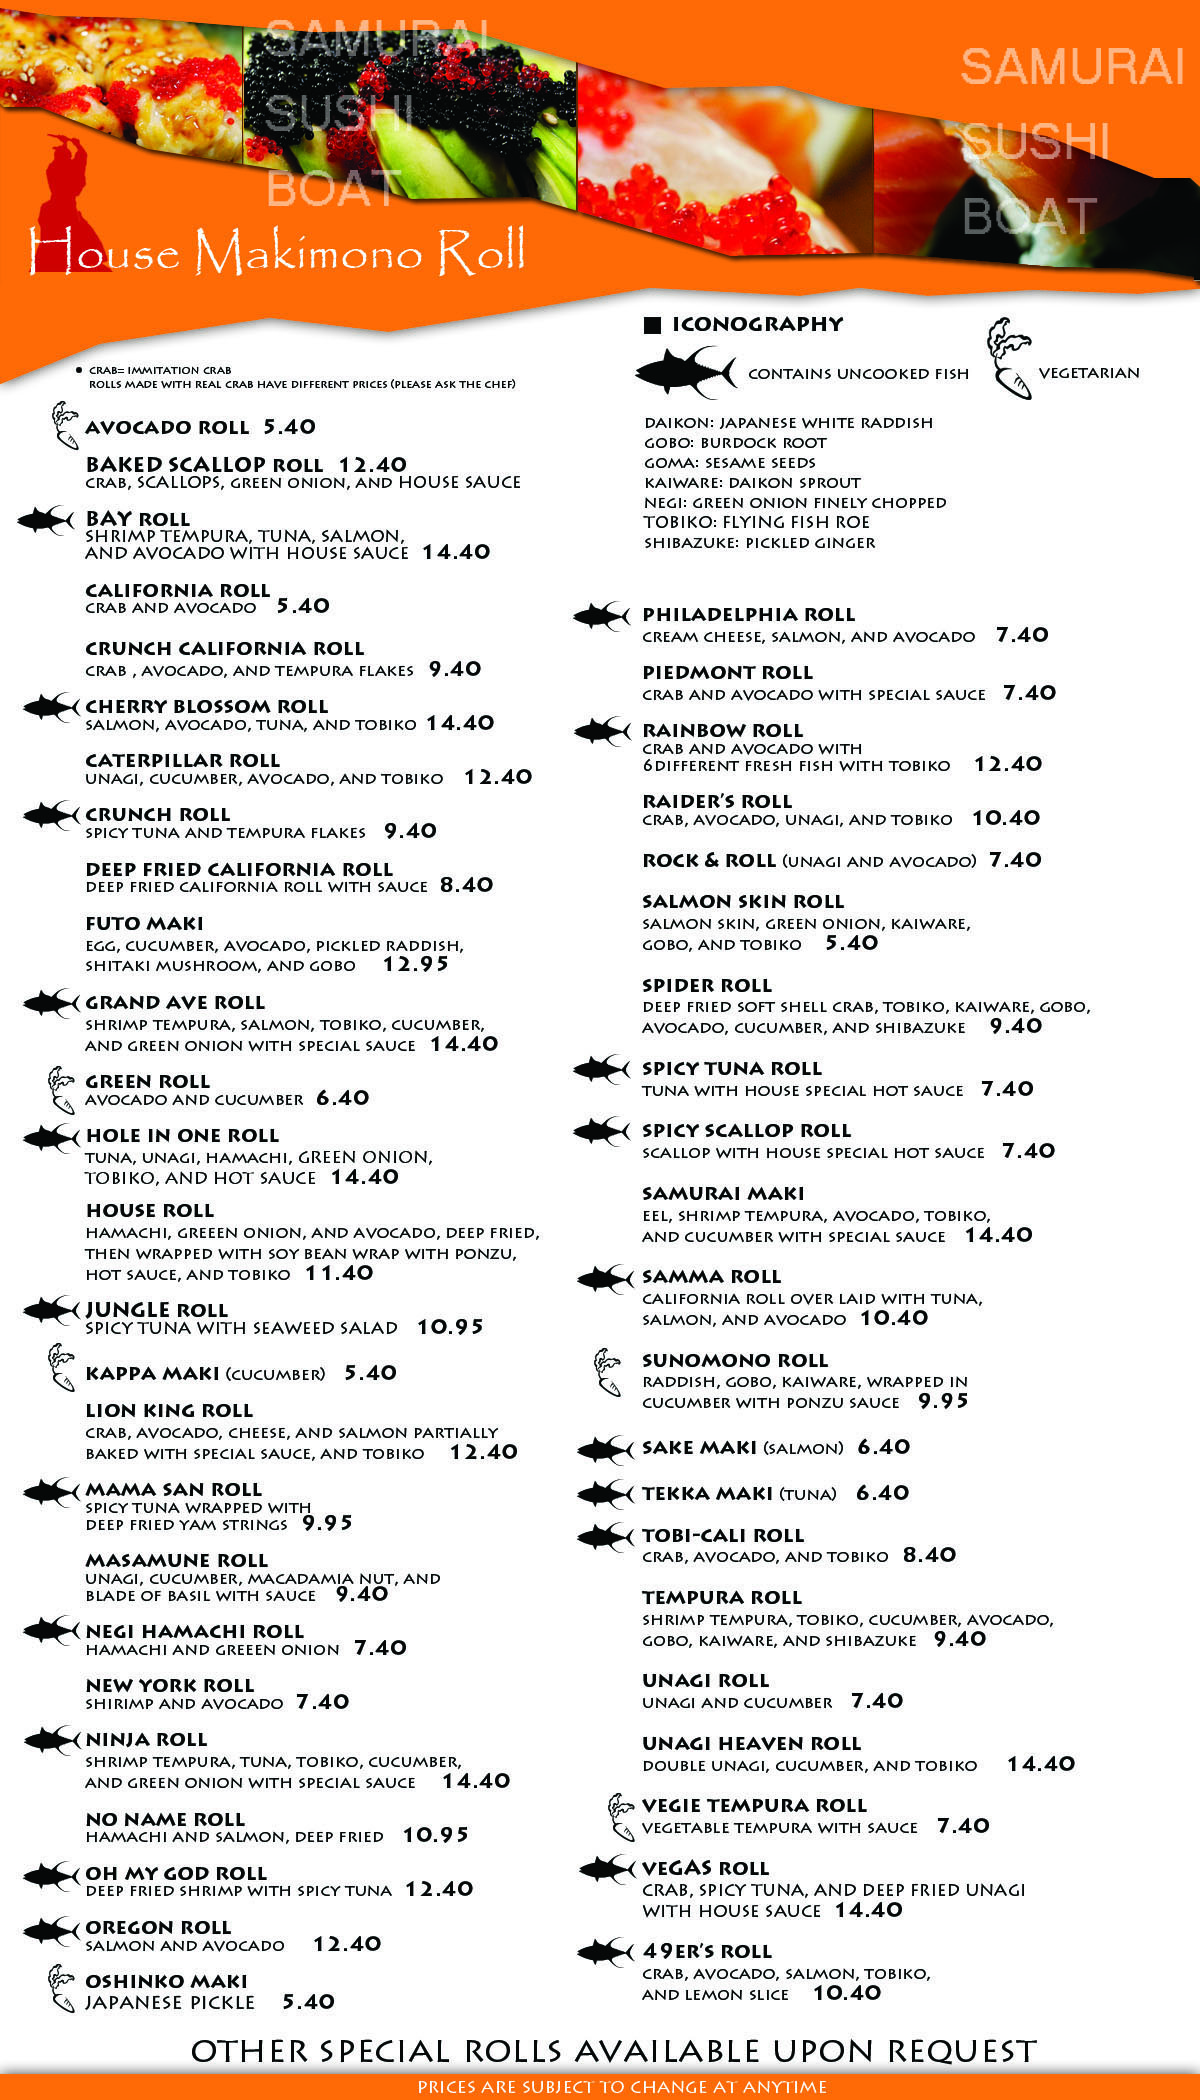 SAMURAI
SUSHI
BOAT
SAMURAI
SUSHI
BOAT
House Makimono Roll
• CRAB= IMMITATION CRAB
ROLLS MADE WITH REAL CRAB HAVE DIFFERENT PRICES (PLEASE ASK THE CHEF)
AVOCADO ROLL 5.40
BAKED SCALLOP ROLL 12.40
CRAB, SCALLOPS, GREEN ONION, AND HOUSE SAUCE
BAY ROLL
SHRIMP TEMPURA, TUNA, SALMON,
AND AVOCADO WITH HOUSE SAUCE 14.40
CALIFORNIA ROLL
CRAB AND AVOCADO 5.40
CRUNCH CALIFORNIA ROLL
CRAB , AVOCADO, AND TEMPURA FLAKES 9.40
CHERRY BLOSSOM ROLL
SALMON, AVOCADO, TUNA, AND TOBIKO 14.40
CATERPILLAR ROLL
UNAGI, CUCUMBER, AVOCADO, AND TOBIKO 12.40
CRUNCH ROLL
SPICY TUNA AND TEMPURA FLAKES 9.40
DEEP FRIED CALIFORNIA ROLL
DEEP FRIED CALIFORNIA ROLL WITH SAUCE 8.40
FUTO MAKI
EGG, CUCUMBER, AVOCADO, PICKLED RADDISH,
SHITAKI MUSHROOM, AND GOBO 12.95
GRAND AVE ROLL
SHRIMP TEMPURA, SALMON, TOBIKO, CUCUMBER,
AND GREEN ONION WITH SPECIAL SAUCE 14.40
GREEN ROLL
AVOCADO AND CUCUMBER 6.40
HOLE IN ONE ROLL
TUNA, UNAGI, HAMACHI, GREEN ONION,
TOBIKO, AND HOT SAUCE 14.40
HOUSE ROLL
HAMACHI, GREEEN ONION, AND AVOCADO, DEEP FRIED,
THEN WRAPPED WITH SOY BEAN WRAP WITH PONZU,
HOT SAUCE, AND TOBIKO 11.40
JUNGLE ROLL
SPICY TUNA WITH SEAWEED SALAD 10.95
KAPPA MAKI (CUCUMBER) 5.40
LION KING ROLL
CRAB, AVOCADO, CHEESE, AND SALMON PARTIALLY
BAKED WITH SPECIAL SAUCE, AND TOBIKO 12.40
MAMA SAN ROLL
SPICY TUNA WRAPPED WITH
DEEP FRIED YAM STRINGS 9.95
MASAMUNE ROLL
UNAGI, CUCUMBER, MACADAMIA NUT, AND
BLADE OF BASIL WITH SAUCE 9.40
NEGI HAMACHI ROLL
HAMACHI AND GREEEN ONION 7.40
NEW YORK ROLL
SHIRIMP AND AVOCADO 7.40
NINJA ROLL
SHRIMP TEMPURA, TUNA, TOBIKO, CUCUMBER,
AND GREEN ONION WITH SPECIAL SAUCE 14.40
NO NAME ROLL
HAMACHI AND SALMON, DEEP FRIED 10.95
OH MY GOD ROLL
DEEP FRIED SHRIMP WITH SPICY TUNA 12.40
OREGON ROLL
SALMON AND AVOCADO 12.40
OSHINKO MAKI
JAPANESE PICKLE 5.40
■ ICONOGRAPHY
CONTAINS UNCOOKED FISH
VEGETARIAN
DAIKON: JAPANESE WHITE RADDISH
GOBO: BURDOCK ROOT
GOMA: SESAME SEEDS
KAIWARE: DAIKON SPROUT
NEGI: GREEN ONION FINELY CHOPPED
TOBIKO: FLYING FISH ROE
SHIBAZUKE: PICKLED GINGER
PHILADELPHIA ROLL
CREAM CHEESE, SALMON, AND AVOCADO 7.40
PIEDMONT ROLL
CRAB AND AVOCADO WITH SPECIAL SAUCE 7.40
RAINBOW ROLL
CRAB AND AVOCADO WITH
6DIFFERENT FRESH FISH WITH TOBIKO 12.40
RAIDER'S ROLL
CRAB, AVOCADO, UNAGI, AND TOBIKO 10.40
ROCK & ROLL (UNAGI AND AVOCADO) 7.40
SALMON SKIN ROLL
SALMON SKIN, GREEN ONION, KAIWARE,
GOBO, AND TOBIKO 5.40
SPIDER ROLL
DEEP FRIED SOFT SHELL CRAB, TOBIKO, KAIWARE, GOBO,
AVOCADO, CUCUMBER, AND SHIBAZUKE 9.40
SPICY TUNA ROLL
TUNA WITH HOUSE SPECIAL HOT SAUCE 7.40
SPICY SCALLOP ROLL
SCALLOP WITH HOUSE SPECIAL HOT SAUCE 7.40
SAMURAI MAKI
EEL, SHRIMP TEMPURA, AVOCADO, TOBIKO,
AND CUCUMBER WITH SPECIAL SAUCE 14.40
SAMMA ROLL
CALIFORNIA ROLL OVER LAID WITH TUNA,
SALMON, AND AVOCADO 10.40
SUNOMONO ROLL
RADDISH, GOBO, KAIWARE, WRAPPED IN
CUCUMBER WITH PONZU SAUCE 9.95
SAKE MAKI (SALMON) 6.40
TEKKA MAKI (TUNA) 6.40
TOBI-CALI ROLL
CRAB, AVOCADO, AND TOBIKO 8.40
TEMPURA ROLL
SHRIMP TEMPURA, TOBIKO, CUCUMBER, AVOCADO,
GOBO, KAIWARE, AND SHIBAZUKE 9.40
UNAGI ROLL
UNAGI AND CUCUMBER 7.40
UNAGI HEAVEN ROLL
DOUBLE UNAGI, CUCUMBER, AND TOBIKO 14.40
VEGIE TEMPURA ROLL
VEGETABLE TEMPURA WITH SAUCE 7.40
VEGAS ROLL
CRAB, SPICY TUNA, AND DEEP FRIED UNAGI
WITH HOUSE SAUCE 14.40
49ER'S ROLL
CRAB, AVOCADO, SALMON, TOBIKO,
AND LEMON SLICE 10.40
OTHER SPECIAL ROLLS AVAILABLE UPON REQUEST
PRICES ARE SUBJECT TO CHANGE AT ANYTIME